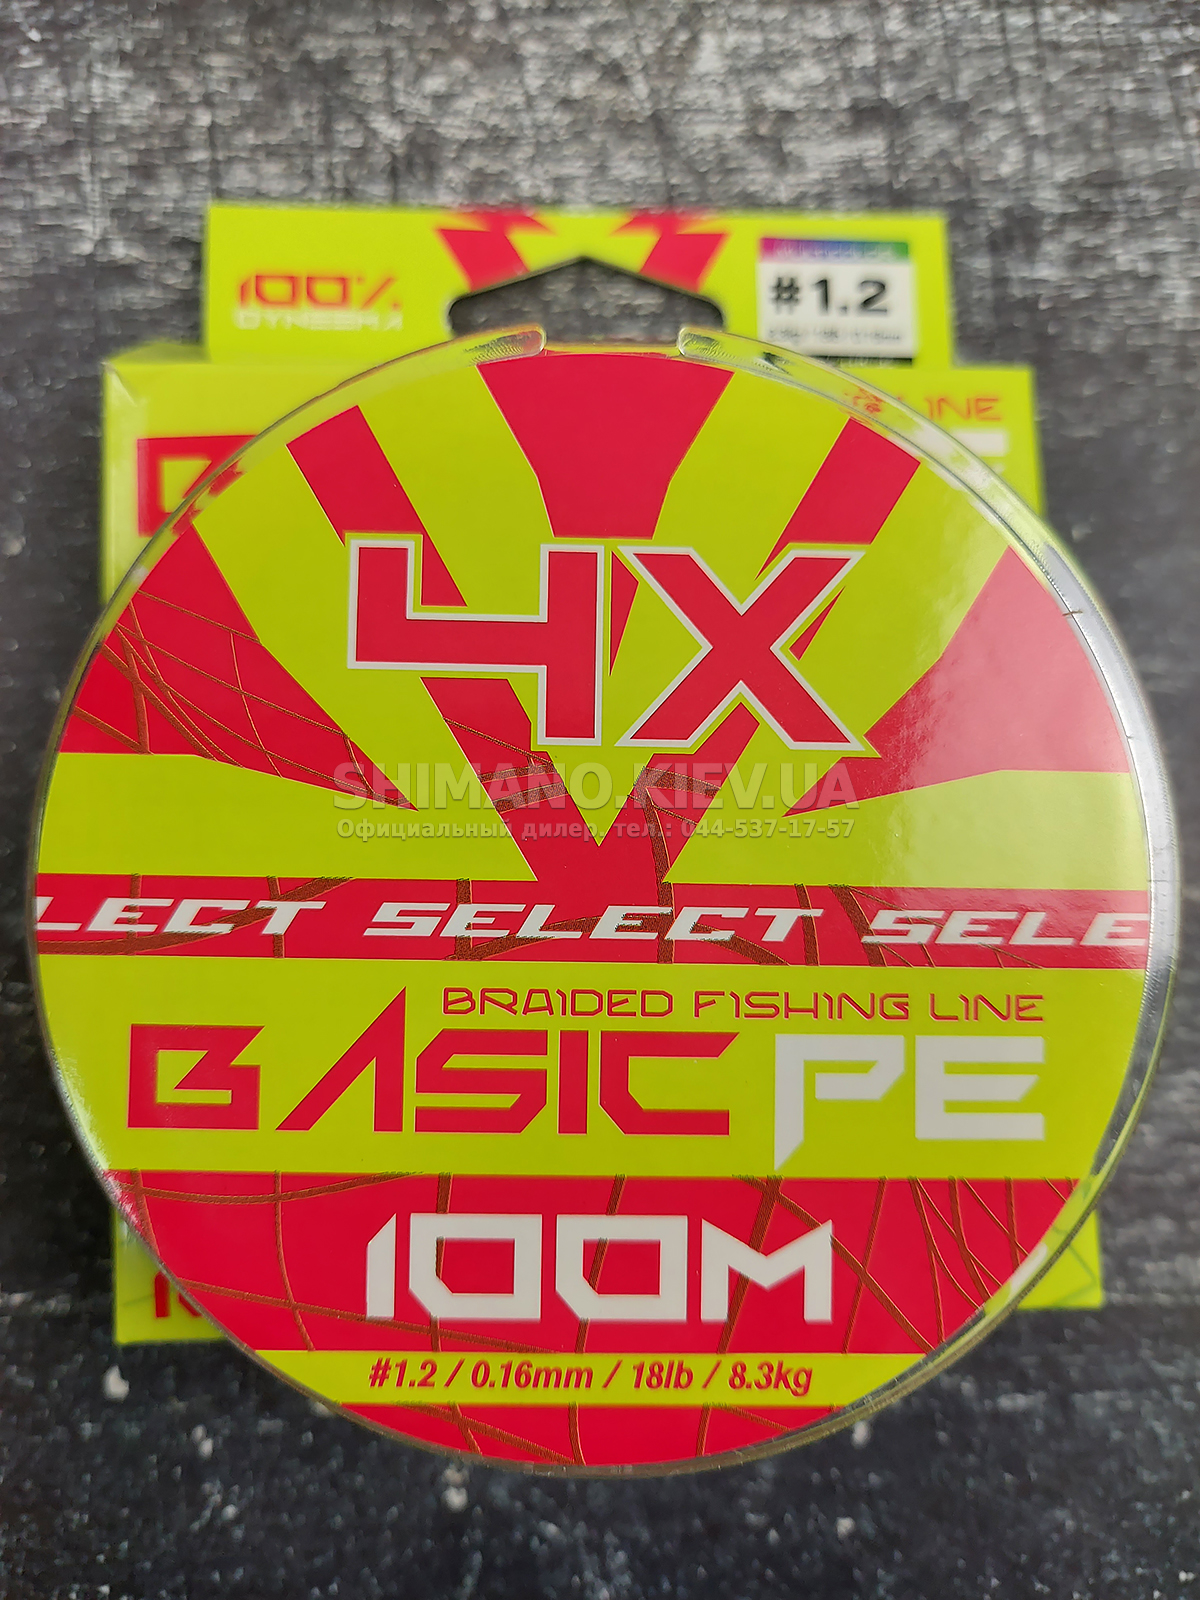 100%
DYNEEMA
MULTICOLOR
#1.2
LINE
4X
SHIMANO.KIEV.UA
Официальный дилер. тел.: 044-537-17-57
LECT SELECT SELE
BRAIDED FISHING LINE
BASIC PE
100M
#1.2 / 0.16mm / 18lb / 8.3kg